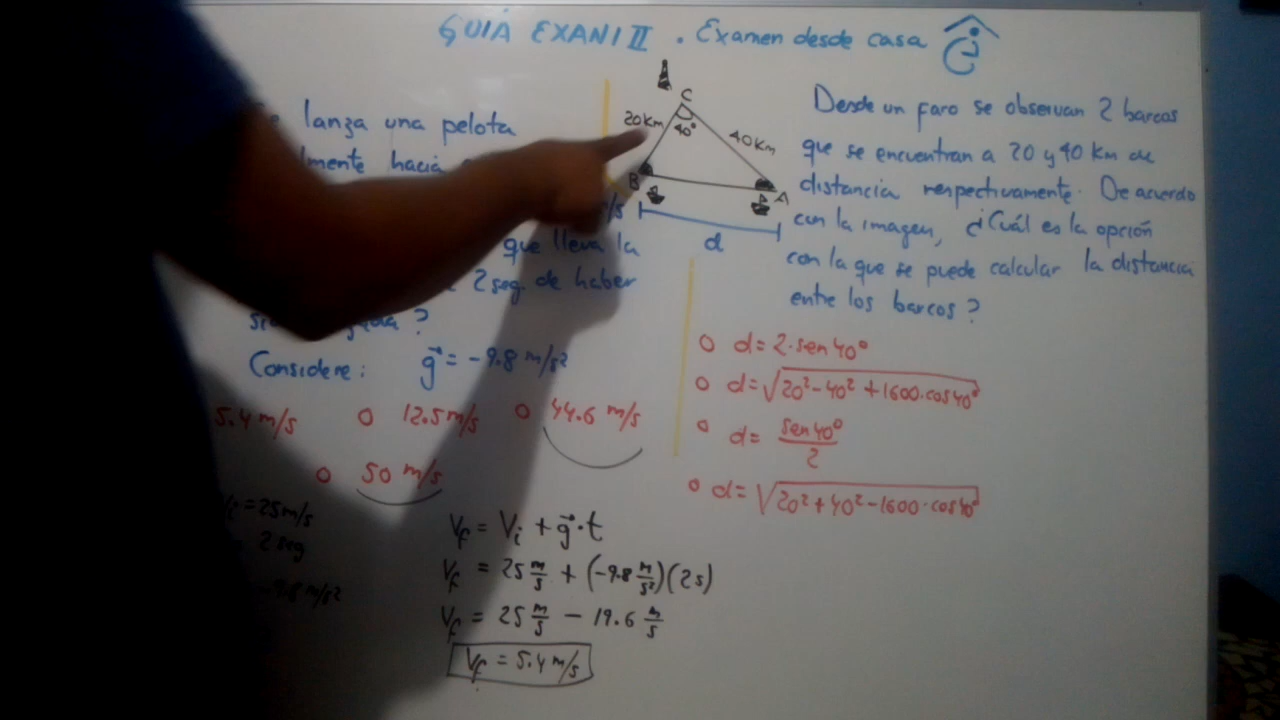 GUIA EXANI II . Examen desde casa
lanza una pelota
lmente hacia
/s
que lleva la
2 seg. de haber
?
Considere: g⃗ = -9.8 m/s²
5.4 m/s O 12.5 m/s O 44.6 m/s
O 50 m/s
= 25 m/s
2 seg
-9.8 m/s²
Vf = Vi + g⃗ · t
Vf = 25 m/s + (-9.8 m/s²)(2s)
Vf = 25 m/s - 19.6 m/s
Vf = 5.4 m/s
C
20 Km 40° 40 Km
B A
d
Desde un faro se observan 2 barcos
que se encuentran a 20 y 40 Km de
distancia respectivamente. De acuerdo
con la imagen, ¿Cuál es la opción
con la que se puede calcular la distancia
entre los barcos?
O d = 2·sen 40°
O d = √20² - 40² + 1600·cos 40°
O d = sen 40° / 2
O d = √20² + 40² - 1600·cos 40°